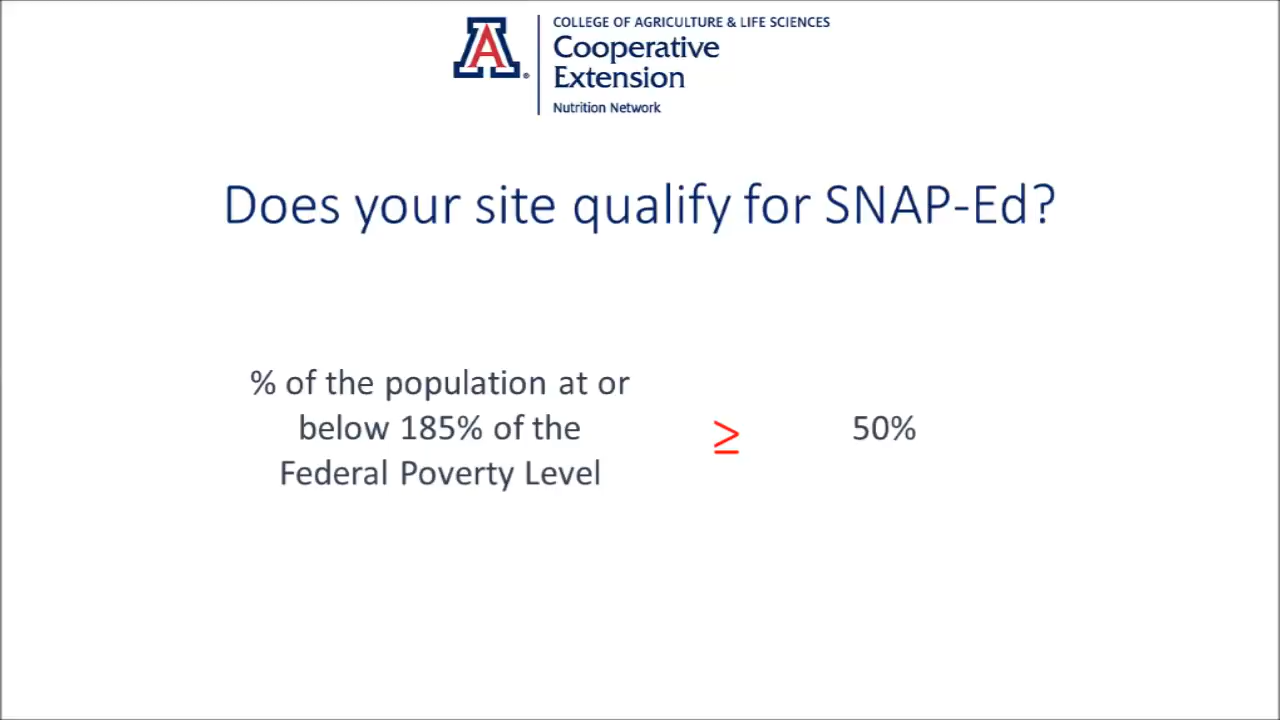 COLLEGE OF AGRICULTURE & LIFE SCIENCES
A
Cooperative
Extension
®
Nutrition Network
Does your site qualify for SNAP-Ed?
% of the population at or
below 185% of the
Federal Poverty Level
≥
50%